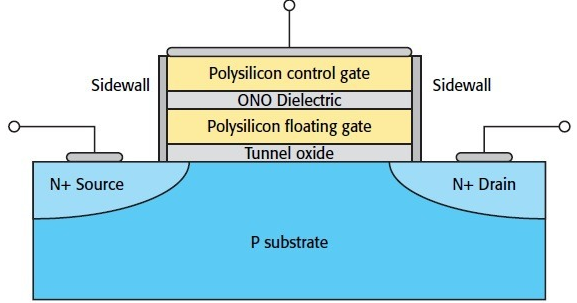 Polysilicon control gate
Sidewall
Sidewall
ONO Dielectric
Polysilicon floating gate
Tunnel oxide
N+ Source
N+ Drain
P substrate